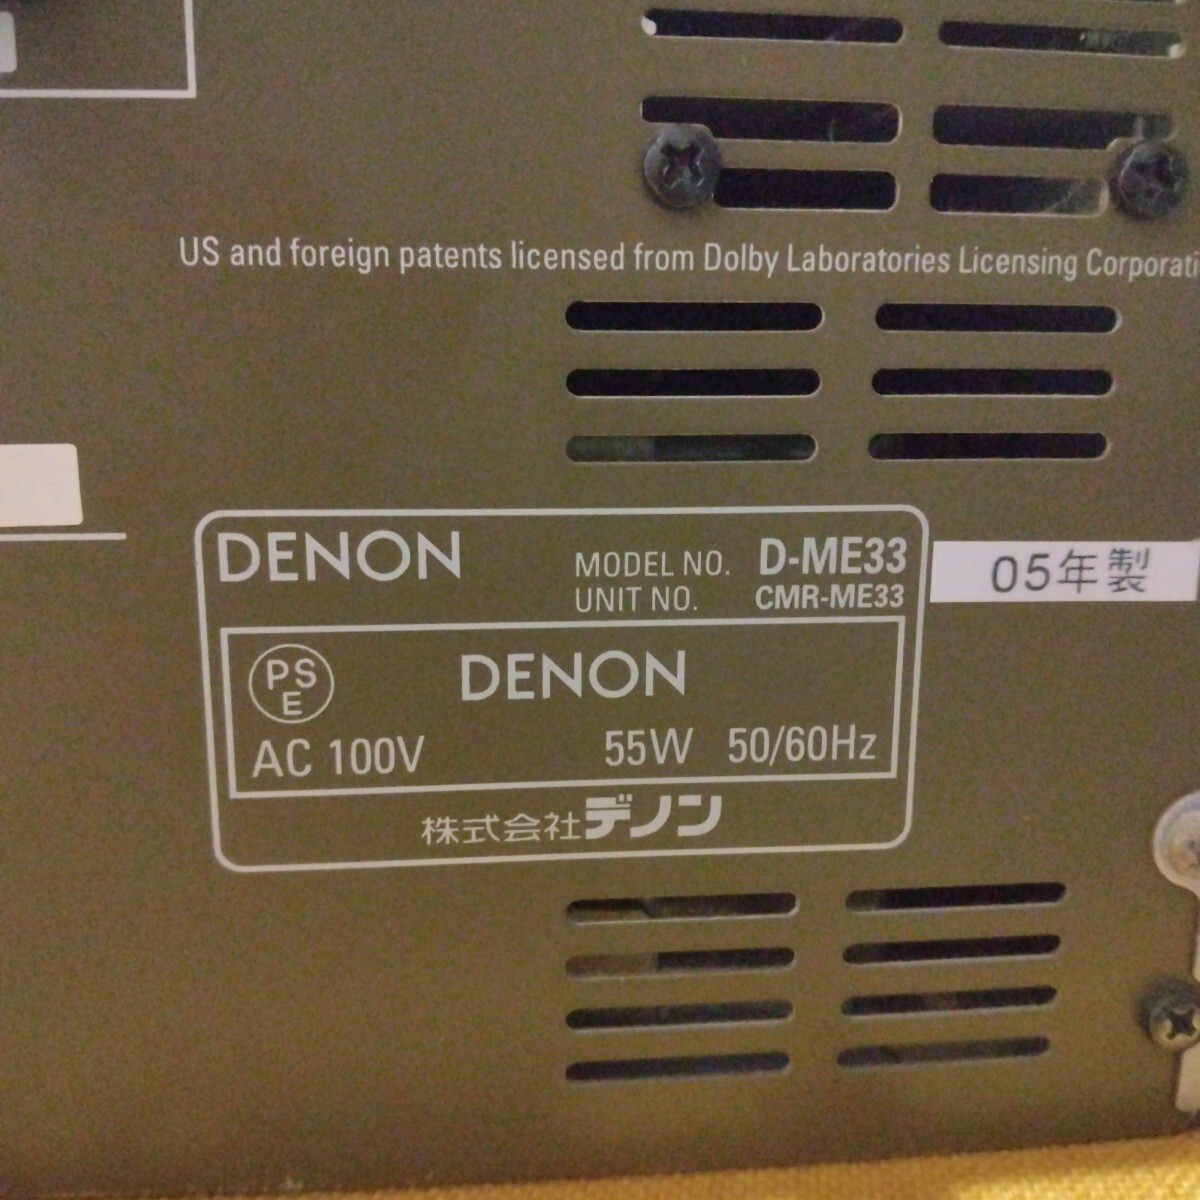 US and foreign patents licensed from Dolby Laboratories Licensing Corporati
DENON MODEL NO. D-ME33
UNIT NO. CMR-ME33
05年製
PS
E
DENON
AC 100V 55W 50/60Hz
株式会社デノン